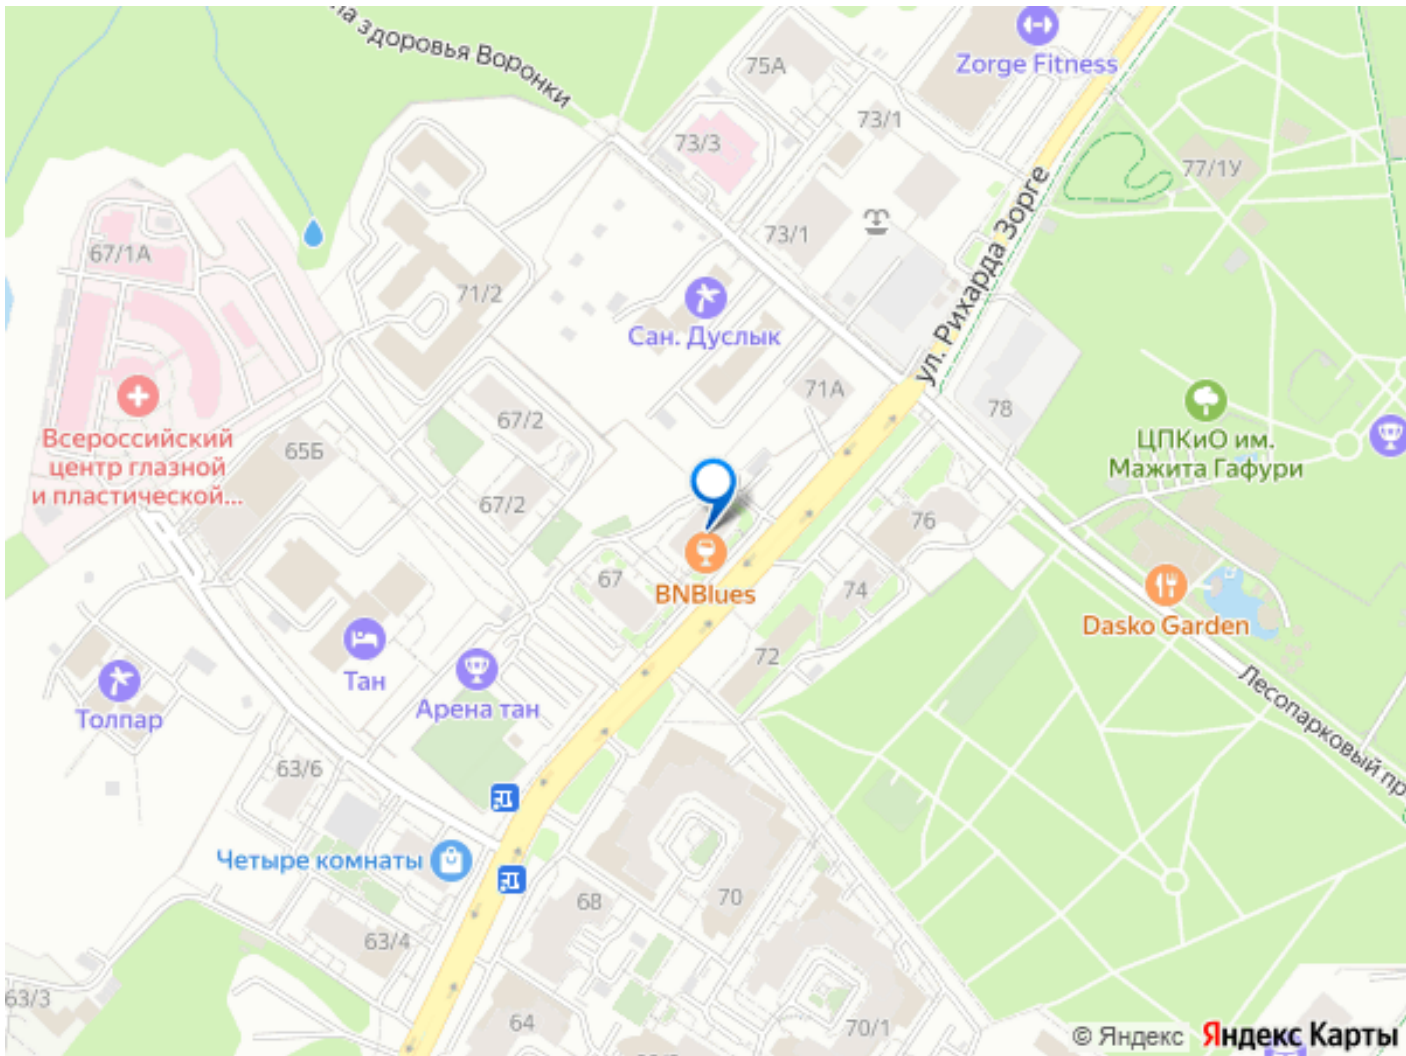 па здоровья Воронки
75А
Zorge Fitness
73/1
73/3
77/1У
73/1
67/1А
71/2
ул. Рихарда Зорге
Сан. Дуслык
71А
78
67/2
65Б
Всероссийский
центр глазной
и пластической...
ЦПКиО им.
Мажита Гафури
67/2
76
67
BNBlues
74
Dasko Garden
72
Тан
Арена тан
Толпар
Лесопарковый пр
63/6
Четыре комнаты
68
70
63/4
63/3
64
70/1
© Яндекс
Яндекс Карты